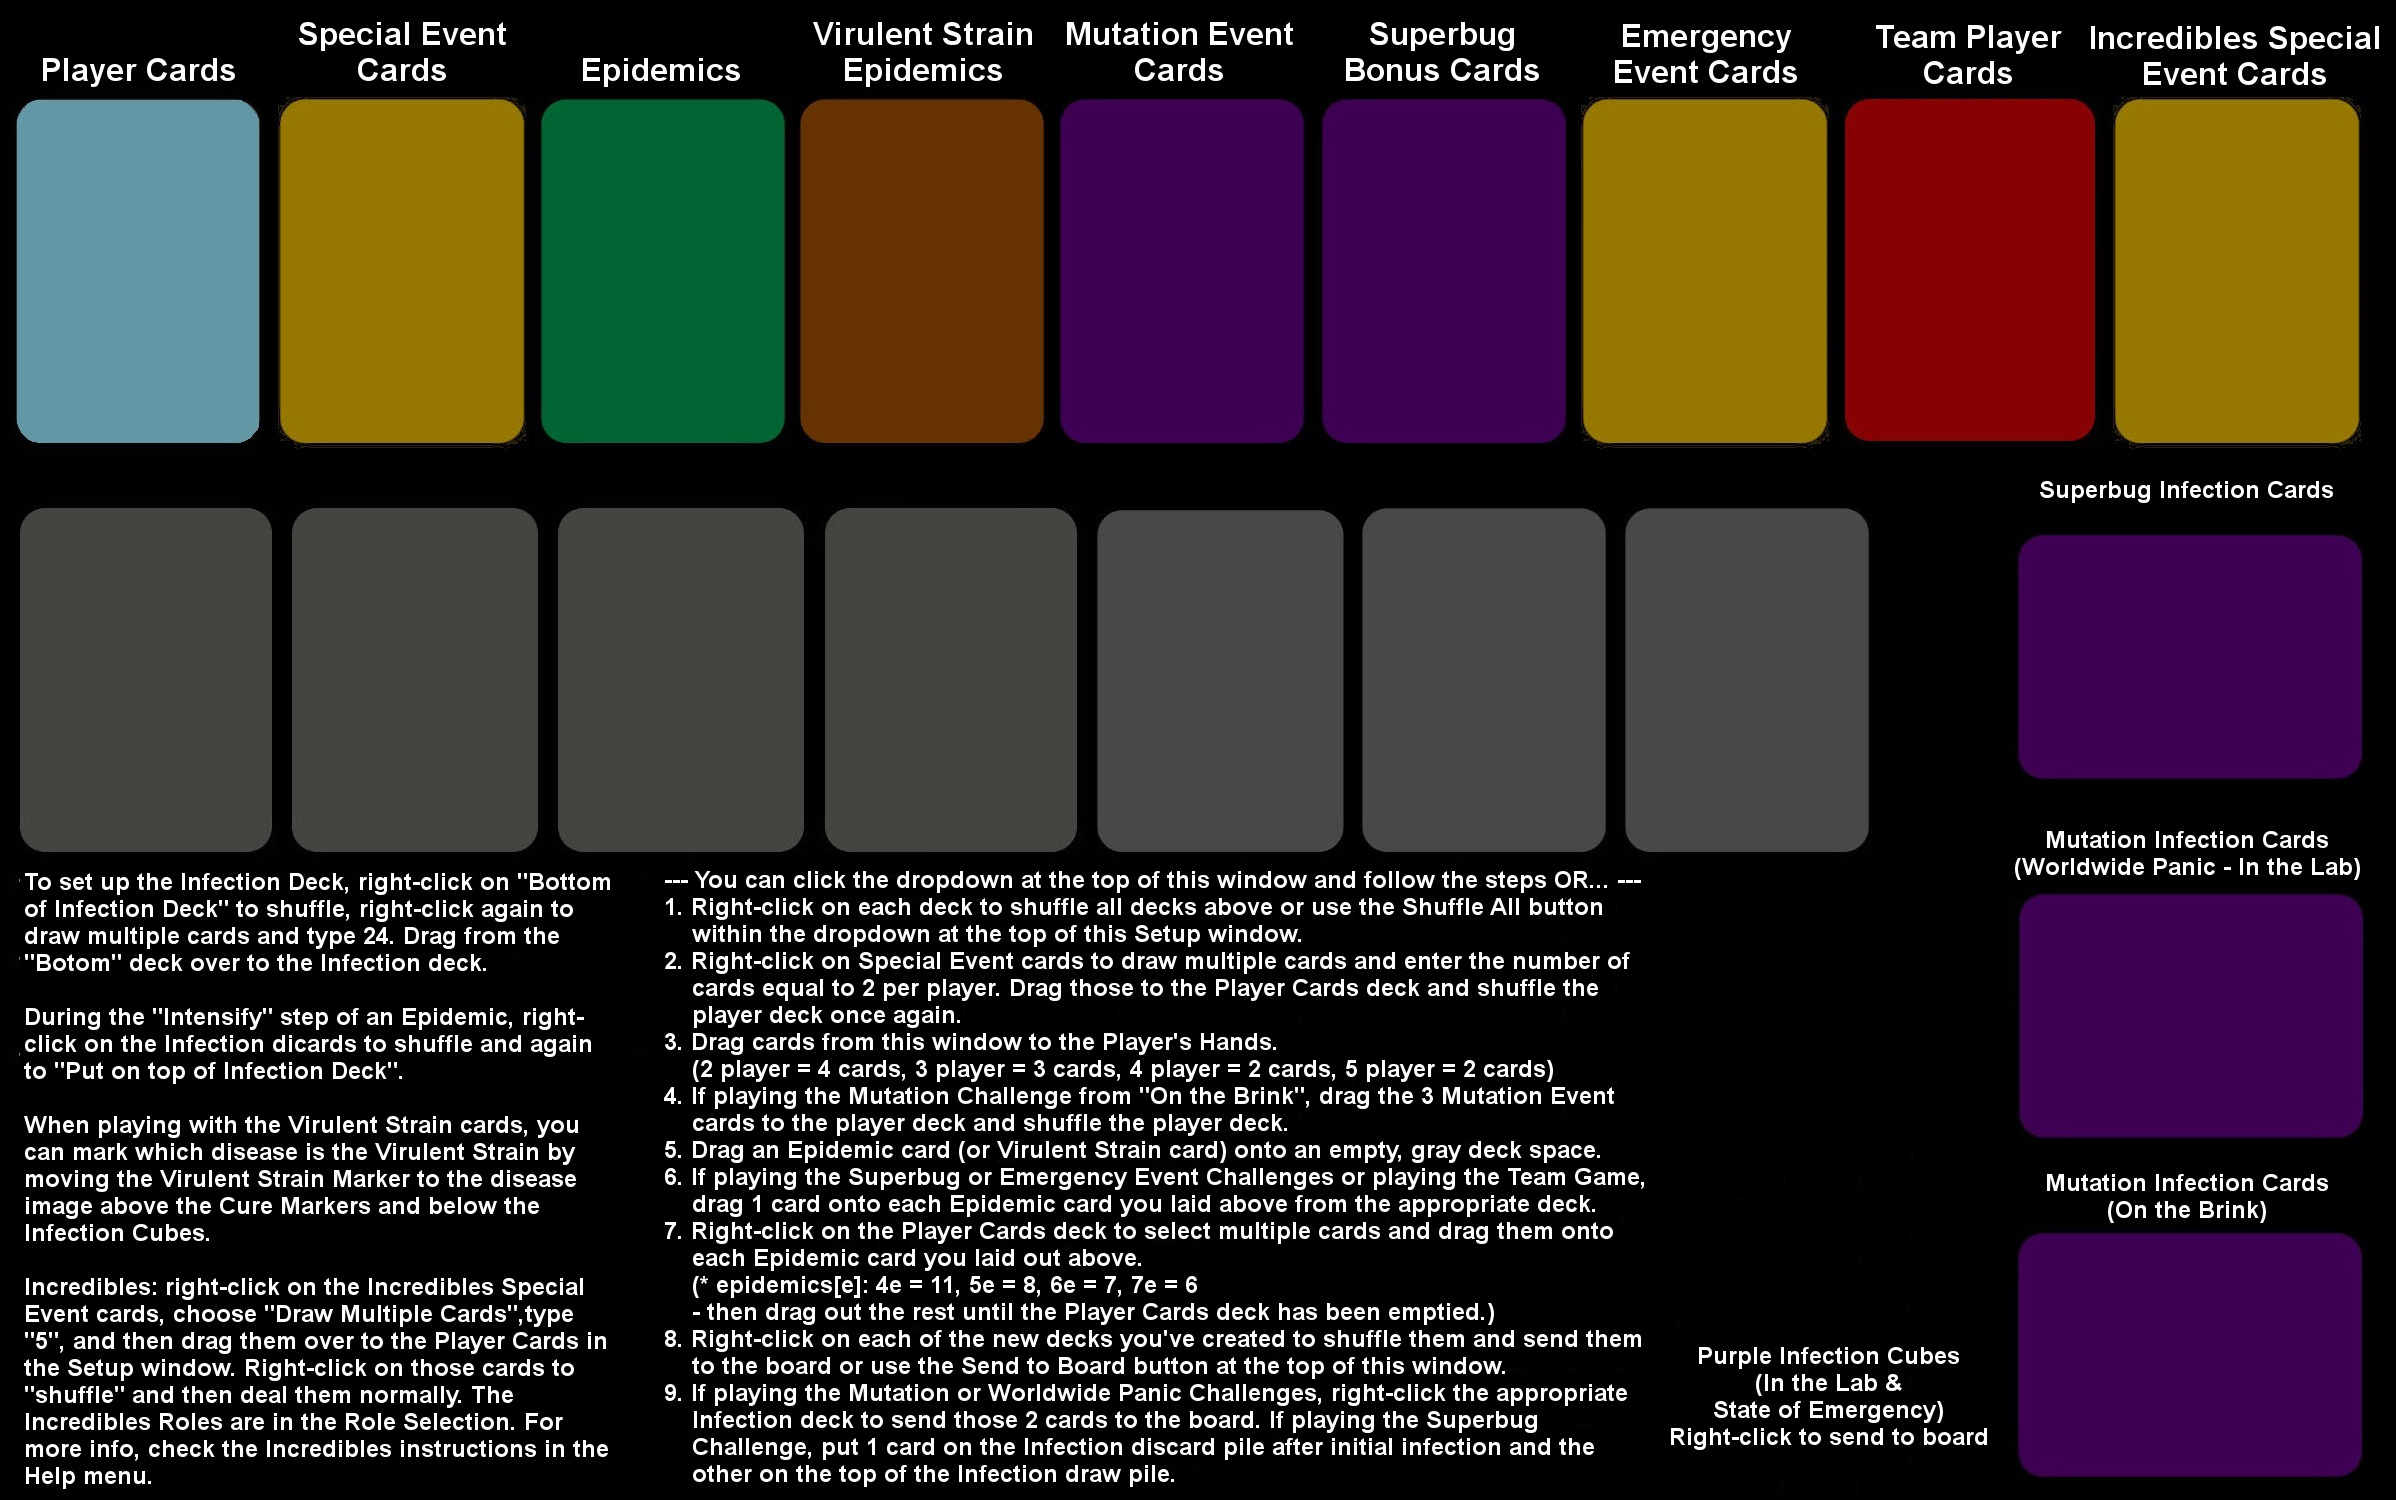 Player Cards
Special Event
Cards
Epidemics
Virulent Strain
Epidemics
Mutation Event
Cards
Superbug
Bonus Cards
Emergency
Event Cards
Team Player
Cards
Incredibles Special
Event Cards
Superbug Infection Cards
Mutation Infection Cards
(Worldwide Panic - In the Lab)
Mutation Infection Cards
(On the Brink)
To set up the Infection Deck, right-click on "Bottom
of Infection Deck" to shuffle, right-click again to
draw multiple cards and type 24. Drag from the
"Botom" deck over to the Infection deck.
During the "Intensify" step of an Epidemic, right-
click on the Infection dicards to shuffle and again
to "Put on top of Infection Deck".
When playing with the Virulent Strain cards, you
can mark which disease is the Virulent Strain by
moving the Virulent Strain Marker to the disease
image above the Cure Markers and below the
Infection Cubes.
Incredibles: right-click on the Incredibles Special
Event cards, choose "Draw Multiple Cards",type
"5", and then drag them over to the Player Cards in
the Setup window. Right-click on those cards to
"shuffle" and then deal them normally. The
Incredibles Roles are in the Role Selection. For
more info, check the Incredibles instructions in the
Help menu.
--- You can click the dropdown at the top of this window and follow the steps OR... ---
1. Right-click on each deck to shuffle all decks above or use the Shuffle All button
within the dropdown at the top of this Setup window.
2. Right-click on Special Event cards to draw multiple cards and enter the number of
cards equal to 2 per player. Drag those to the Player Cards deck and shuffle the
player deck once again.
3. Drag cards from this window to the Player's Hands.
(2 player = 4 cards, 3 player = 3 cards, 4 player = 2 cards, 5 player = 2 cards)
4. If playing the Mutation Challenge from "On the Brink", drag the 3 Mutation Event
cards to the player deck and shuffle the player deck.
5. Drag an Epidemic card (or Virulent Strain card) onto an empty, gray deck space.
6. If playing the Superbug or Emergency Event Challenges or playing the Team Game,
drag 1 card onto each Epidemic card you laid above from the appropriate deck.
7. Right-click on the Player Cards deck to select multiple cards and drag them onto
each Epidemic card you laid out above.
(* epidemics[e]: 4e = 11, 5e = 8, 6e = 7, 7e = 6
- then drag out the rest until the Player Cards deck has been emptied.)
8. Right-click on each of the new decks you've created to shuffle them and send them
to the board or use the Send to Board button at the top of this window.
9. If playing the Mutation or Worldwide Panic Challenges, right-click the appropriate
Infection deck to send those 2 cards to the board. If playing the Superbug
Challenge, put 1 card on the Infection discard pile after initial infection and the
other on the top of the Infection draw pile.
Purple Infection Cubes
(In the Lab &
State of Emergency)
Right-click to send to board